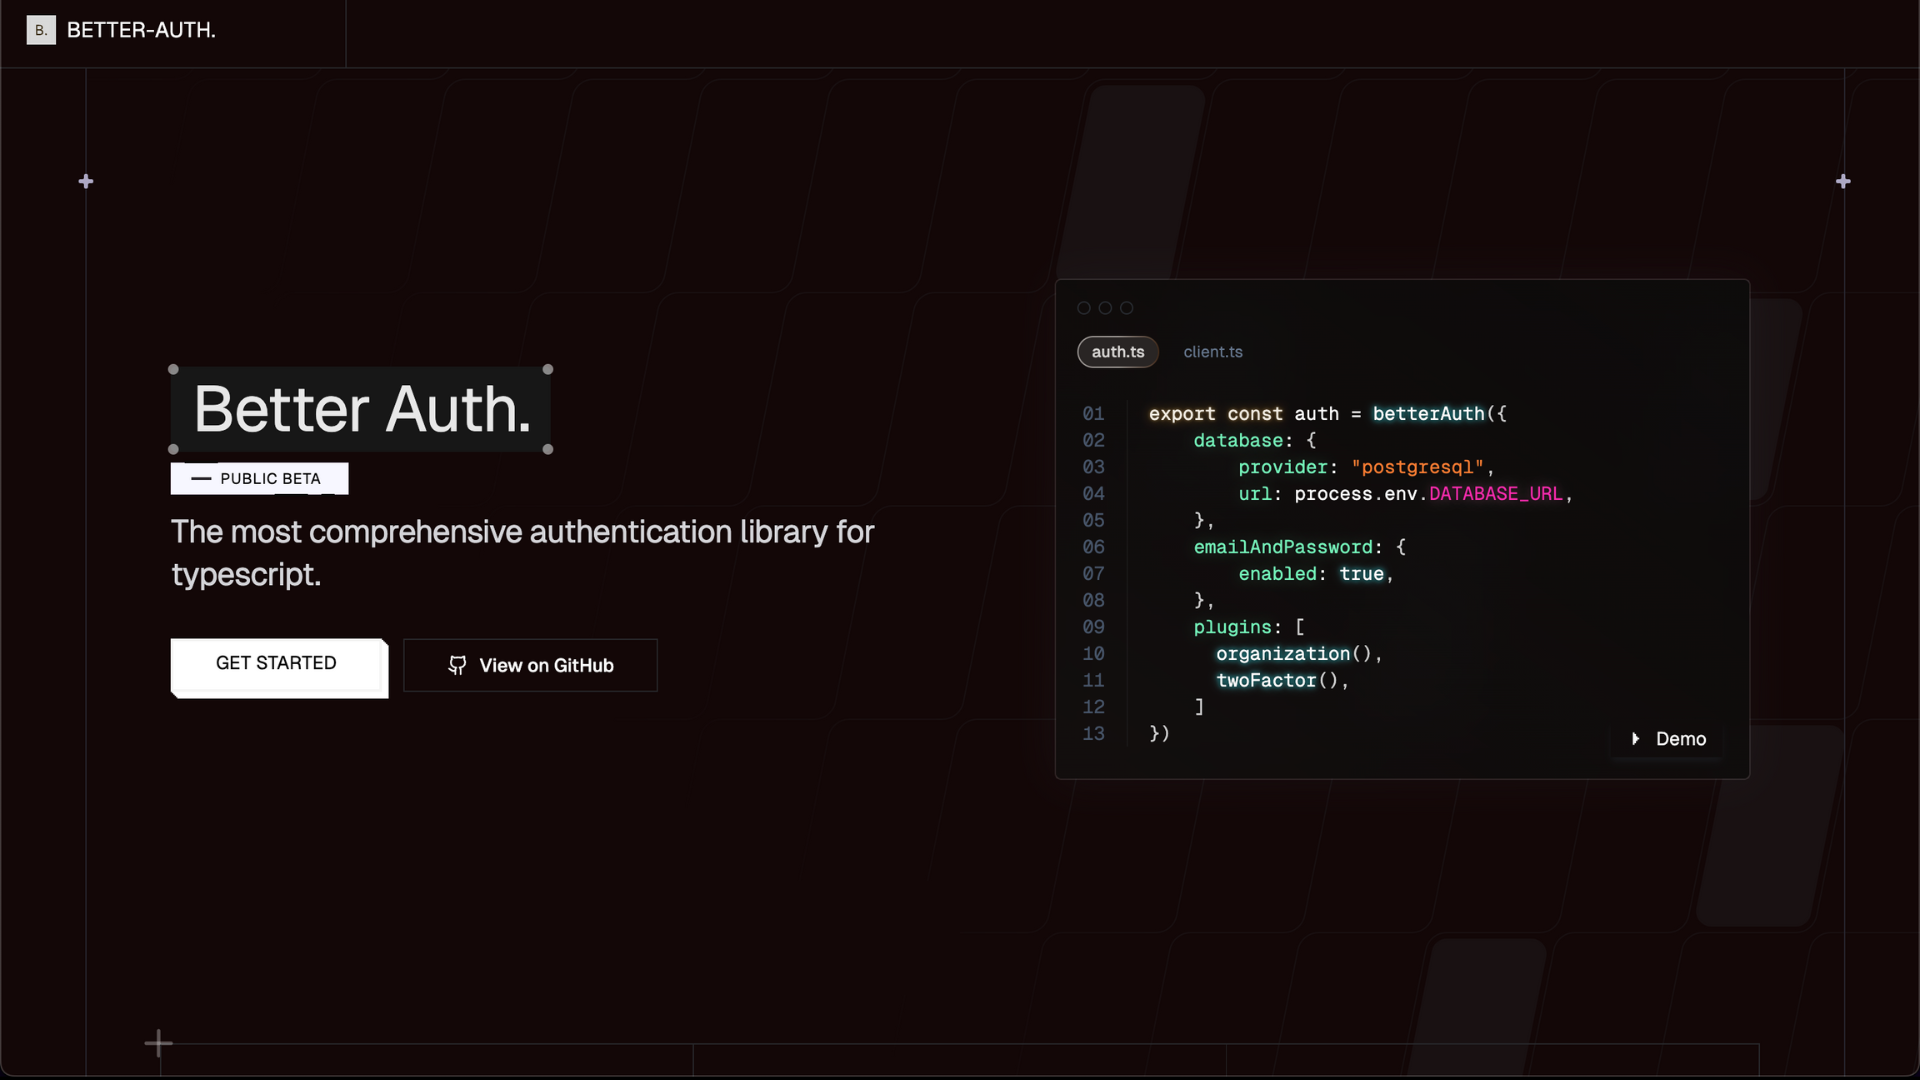 B. BETTER-AUTH.
Better Auth.
PUBLIC BETA
The most comprehensive authentication library for
typescript.
GET STARTED
View on GitHub
auth.ts client.ts
01 export const auth = betterAuth({
02 database: {
03 provider: "postgresql",
04 url: process.env.DATABASE_URL,
05 },
06 emailAndPassword: {
07 enabled: true,
08 },
09 plugins: [
10 organization(),
11 twoFactor(),
12 ]
13 })
Demo